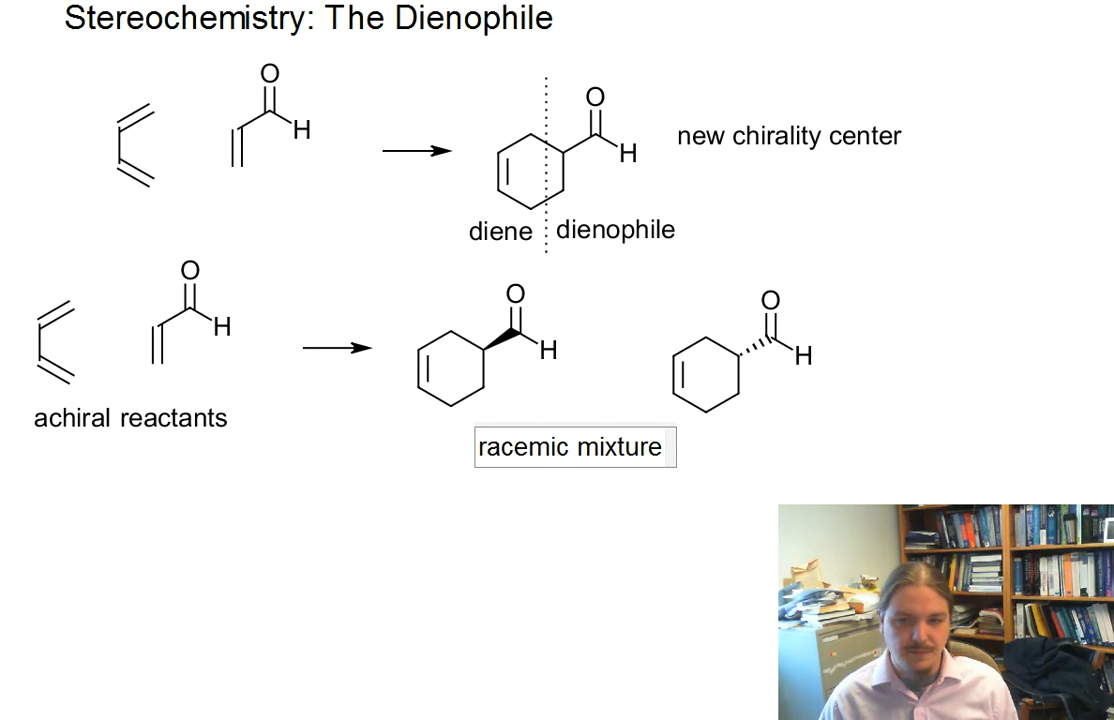 Stereochemistry: The Dienophile
O
H
O
H
new chirality center
diene
dienophile
O
H
O
H
O
H
achiral reactants
racemic mixture